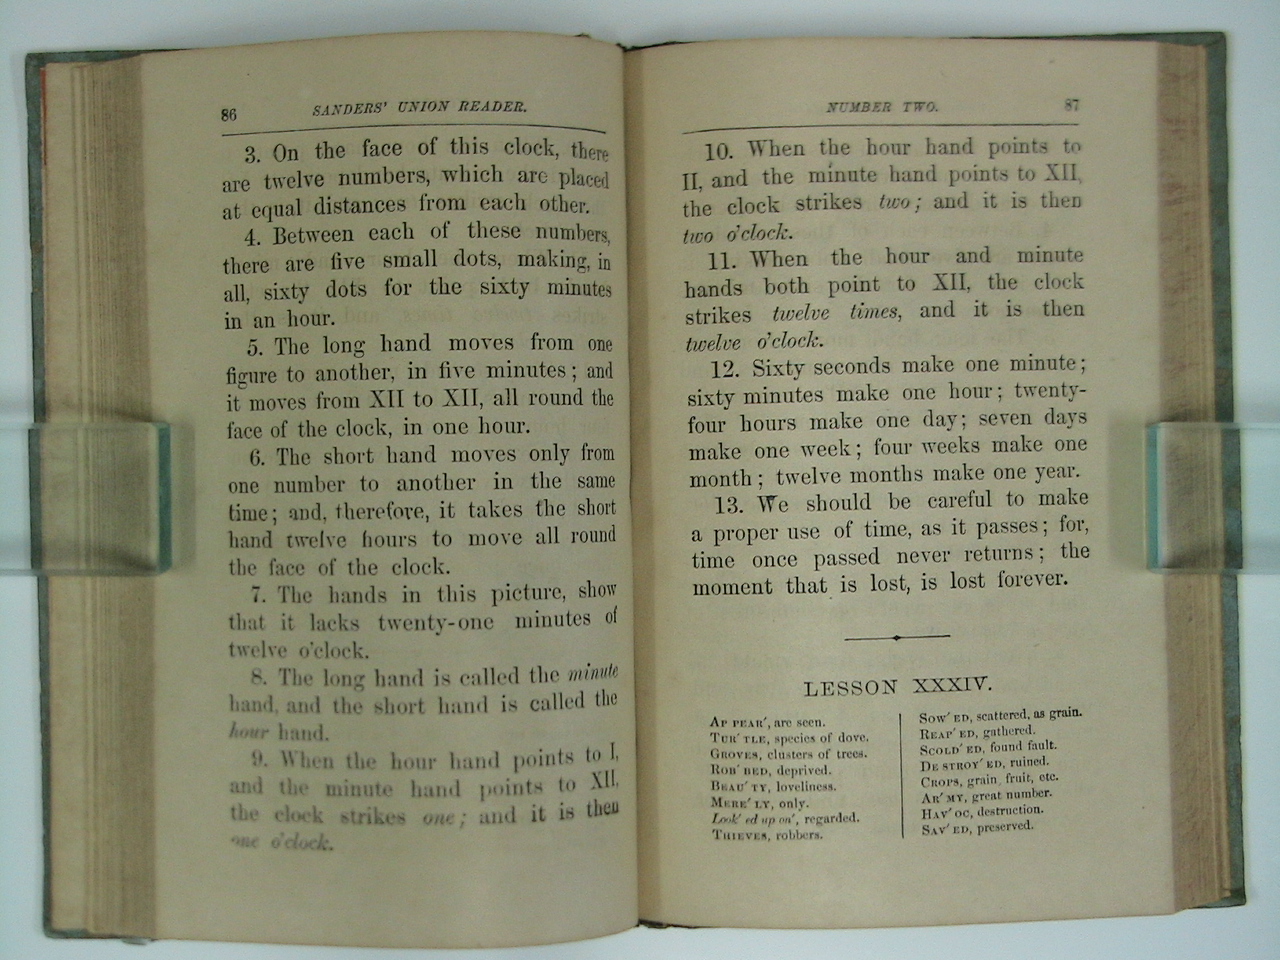 86 SANDERS' UNION READER.
3. On the face of this clock, there
are twelve numbers, which are placed
at equal distances from each other.
4. Between each of these numbers,
there are five small dots, making, in
all, sixty dots for the sixty minutes
in an hour.
5. The long hand moves from one
figure to another, in five minutes; and
it moves from XII to XII, all round the
face of the clock, in one hour.
6. The short hand moves only from
one number to another in the same
time; and, therefore, it takes the short
hand twelve hours to move all round
the face of the clock.
7. The hands in this picture, show
that it lacks twenty-one minutes of
twelve o'clock.
8. The long hand is called the minute
hand, and the short hand is called the
hour hand.
9. When the hour hand points to I,
and the minute hand points to XII,
the clock strikes one; and it is then
one o'clock.
NUMBER TWO. 87
10. When the hour hand points to
II, and the minute hand points to XII,
the clock strikes two; and it is then
two o'clock.
11. When the hour and minute
hands both point to XII, the clock
strikes twelve times, and it is then
twelve o'clock.
12. Sixty seconds make one minute;
sixty minutes make one hour; twenty-
four hours make one day; seven days
make one week; four weeks make one
month; twelve months make one year.
13. We should be careful to make
a proper use of time, as it passes; for,
time once passed never returns; the
moment that is lost, is lost forever.
LESSON XXXIV.
AP PEAR', are seen.
TUR' TLE, species of dove.
GROVES, clusters of trees.
ROB' BED, deprived.
BEAU' TY, loveliness.
MERE' LY, only.
Look' ed up on', regarded.
THIEVES, robbers.
SOW' ED, scattered, as grain.
REAP' ED, gathered.
SCOLD' ED, found fault.
DE STROY' ED, ruined.
CROPS, grain, fruit, etc.
AR' MY, great number.
HAV' OC, destruction.
SAV' ED, preserved.